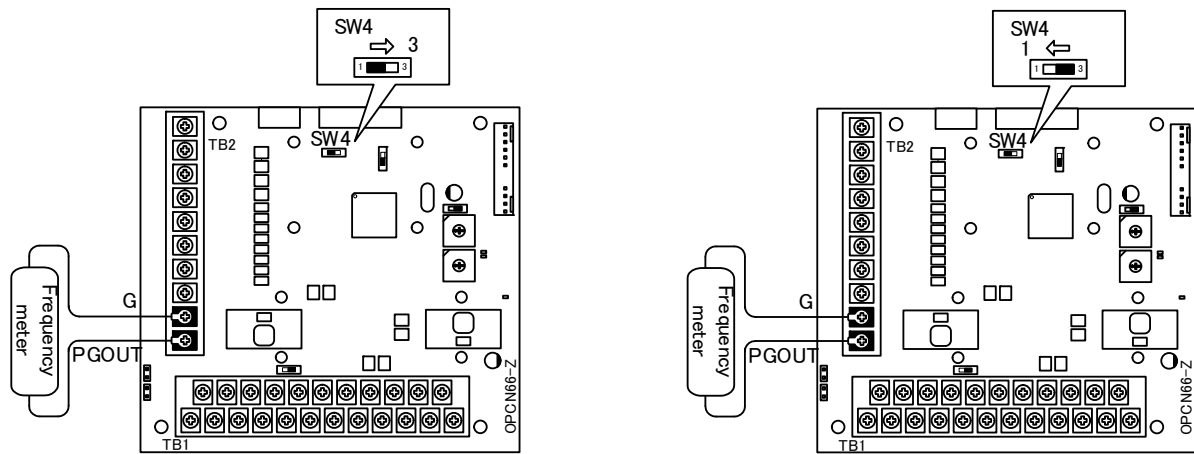 SW4
3
1 3
SW4
TB2
Frequency
meter
G
PGOUT
TB1
OPCN66-Z
SW4
1
1 3
SW4
TB2
Frequency
meter
G
PGOUT
TB1
OPCN66-Z